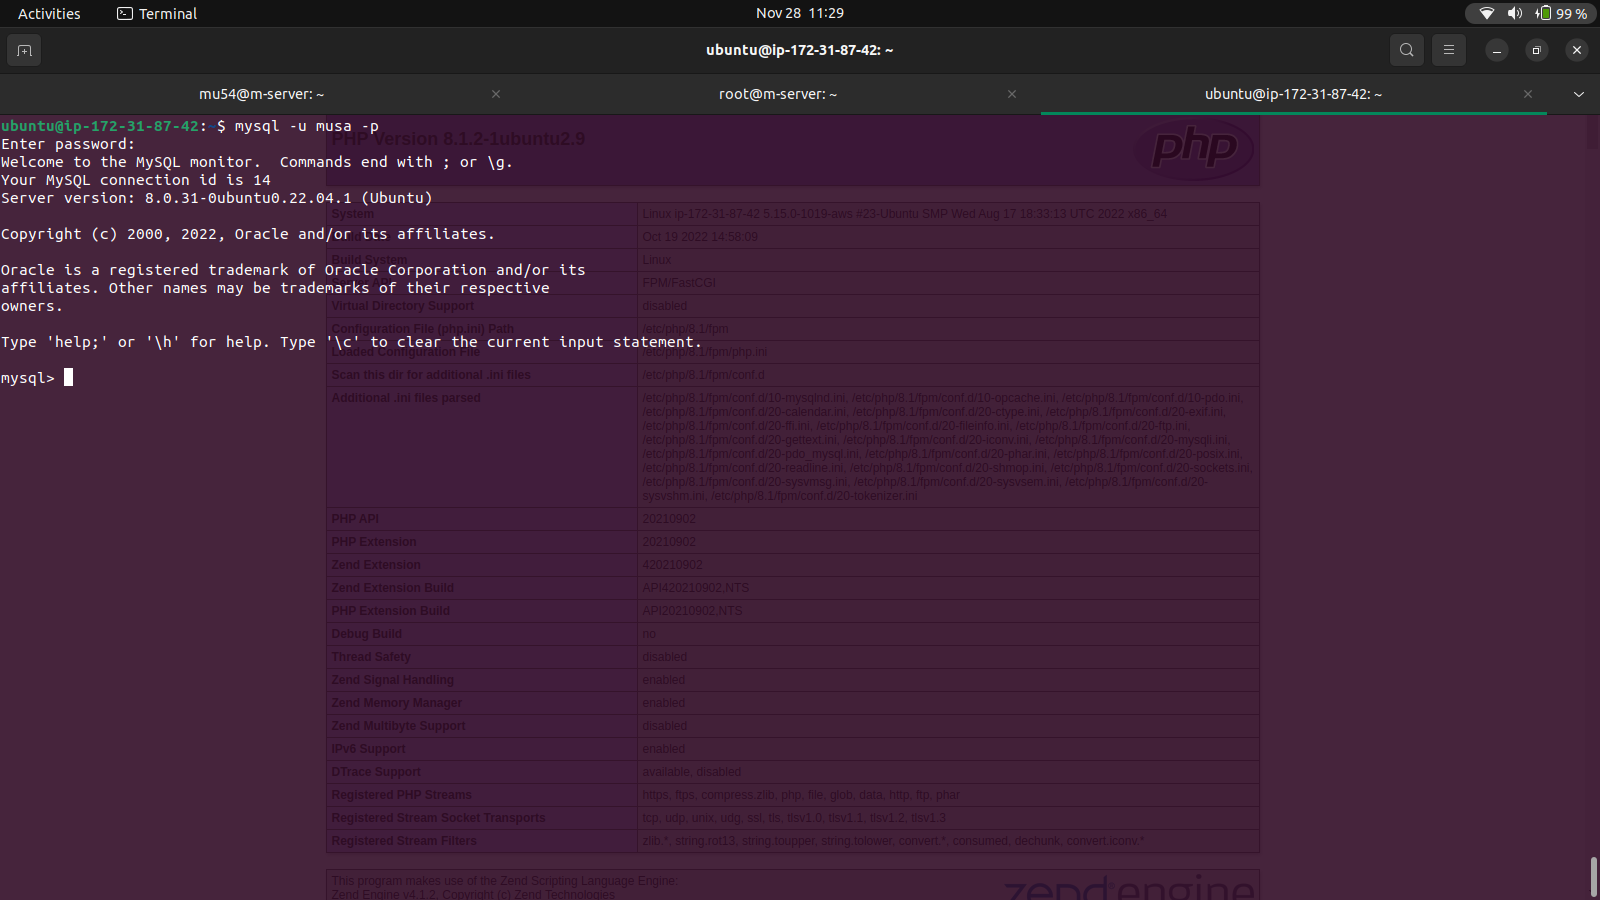 Activities
Terminal
Nov 28 11:29
99 %
ubuntu@ip-172-31-87-42: ~
mu54@m-server: ~
root@m-server: ~
ubuntu@ip-172-31-87-42: ~
ubuntu@ip-172-31-87-42:~$ mysql -u musa -p
Enter password:
Welcome to the MySQL monitor.  Commands end with ; or \g.
Your MySQL connection id is 14
Server version: 8.0.31-0ubuntu0.22.04.1 (Ubuntu)
Copyright (c) 2000, 2022, Oracle and/or its affiliates.
Oracle is a registered trademark of Oracle Corporation and/or its
affiliates. Other names may be trademarks of their respective
owners.
Type 'help;' or '\h' for help. Type '\c' to clear the current input statement.
mysql>
PHP Version 8.1.2-1ubuntu2.9
php
System
Linux ip-172-31-87-42 5.15.0-1019-aws #23-Ubuntu SMP Wed Aug 17 18:33:13 UTC 2022 x86_64
Oct 19 2022 14:58:09
Build System
Linux
FPM/FastCGI
Virtual Directory Support
disabled
Configuration File (php.ini) Path
/etc/php/8.1/fpm
Loaded Configuration File
/etc/php/8.1/fpm/php.ini
Scan this dir for additional .ini files
/etc/php/8.1/fpm/conf.d
Additional .ini files parsed
/etc/php/8.1/fpm/conf.d/10-mysqlnd.ini, /etc/php/8.1/fpm/conf.d/10-opcache.ini, /etc/php/8.1/fpm/conf.d/10-pdo.ini,
/etc/php/8.1/fpm/conf.d/20-calendar.ini, /etc/php/8.1/fpm/conf.d/20-ctype.ini, /etc/php/8.1/fpm/conf.d/20-exif.ini,
/etc/php/8.1/fpm/conf.d/20-ffi.ini, /etc/php/8.1/fpm/conf.d/20-fileinfo.ini, /etc/php/8.1/fpm/conf.d/20-ftp.ini,
/etc/php/8.1/fpm/conf.d/20-gettext.ini, /etc/php/8.1/fpm/conf.d/20-iconv.ini, /etc/php/8.1/fpm/conf.d/20-mysqli.ini,
/etc/php/8.1/fpm/conf.d/20-pdo_mysql.ini, /etc/php/8.1/fpm/conf.d/20-phar.ini, /etc/php/8.1/fpm/conf.d/20-posix.ini,
/etc/php/8.1/fpm/conf.d/20-readline.ini, /etc/php/8.1/fpm/conf.d/20-shmop.ini, /etc/php/8.1/fpm/conf.d/20-sockets.ini,
/etc/php/8.1/fpm/conf.d/20-sysvmsg.ini, /etc/php/8.1/fpm/conf.d/20-sysvsem.ini, /etc/php/8.1/fpm/conf.d/20-
sysvshm.ini, /etc/php/8.1/fpm/conf.d/20-tokenizer.ini
PHP API
20210902
PHP Extension
20210902
Zend Extension
420210902
Zend Extension Build
API420210902,NTS
PHP Extension Build
API20210902,NTS
Debug Build
no
Thread Safety
disabled
Zend Signal Handling
enabled
Zend Memory Manager
enabled
Zend Multibyte Support
disabled
IPv6 Support
enabled
DTrace Support
available, disabled
Registered PHP Streams
https, ftps, compress.zlib, php, file, glob, data, http, ftp, phar
Registered Stream Socket Transports
tcp, udp, unix, udg, ssl, tls, tlsv1.0, tlsv1.1, tlsv1.2, tlsv1.3
Registered Stream Filters
zlib.*, string.rot13, string.toupper, string.tolower, convert.*, consumed, dechunk, convert.iconv.*
This program makes use of the Zend Scripting Language Engine:
Zend Engine v4.1.2, Copyright (c) Zend Technologies
zend engine